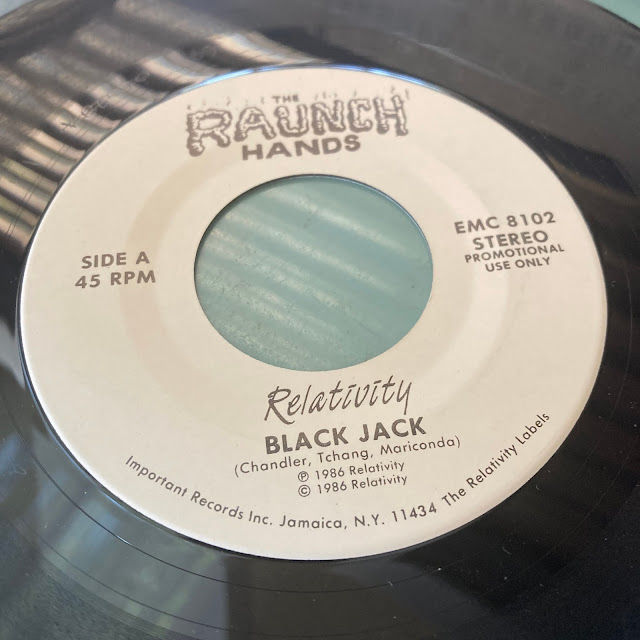 THE
RAUNCH
HANDS
SIDE A
45 RPM
EMC 8102
STEREO
PROMOTIONAL
USE ONLY
Relativity
BLACK JACK
(Chandler, Tchang, Mariconda)
Ⓟ 1986 Relativity
© 1986 Relativity
Important Records Inc. Jamaica, N.Y. 11434 The Relativity Labels